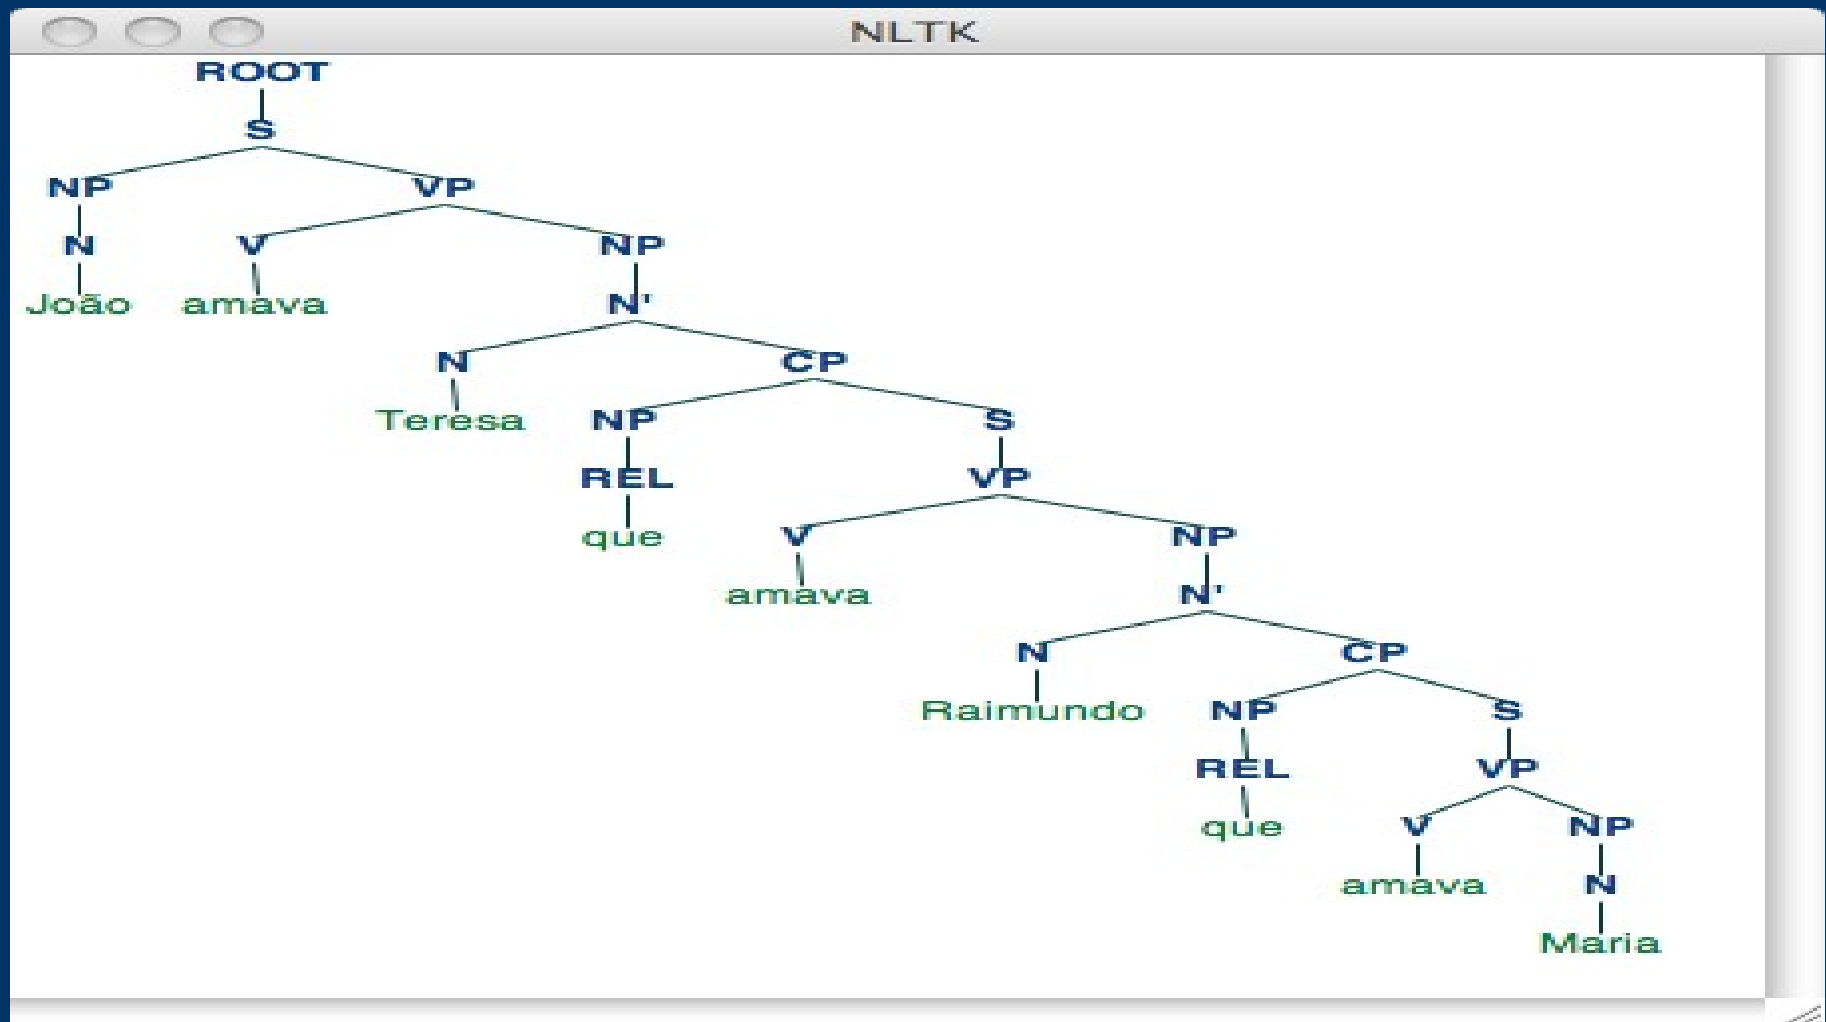 NLTK
ROOT
S
NP VP
N V NP
João amava N'
N CP
Teresa NP S
REL VP
que V NP
amava N'
N CP
Raimundo NP S
REL VP
que V NP
amava N
Maria